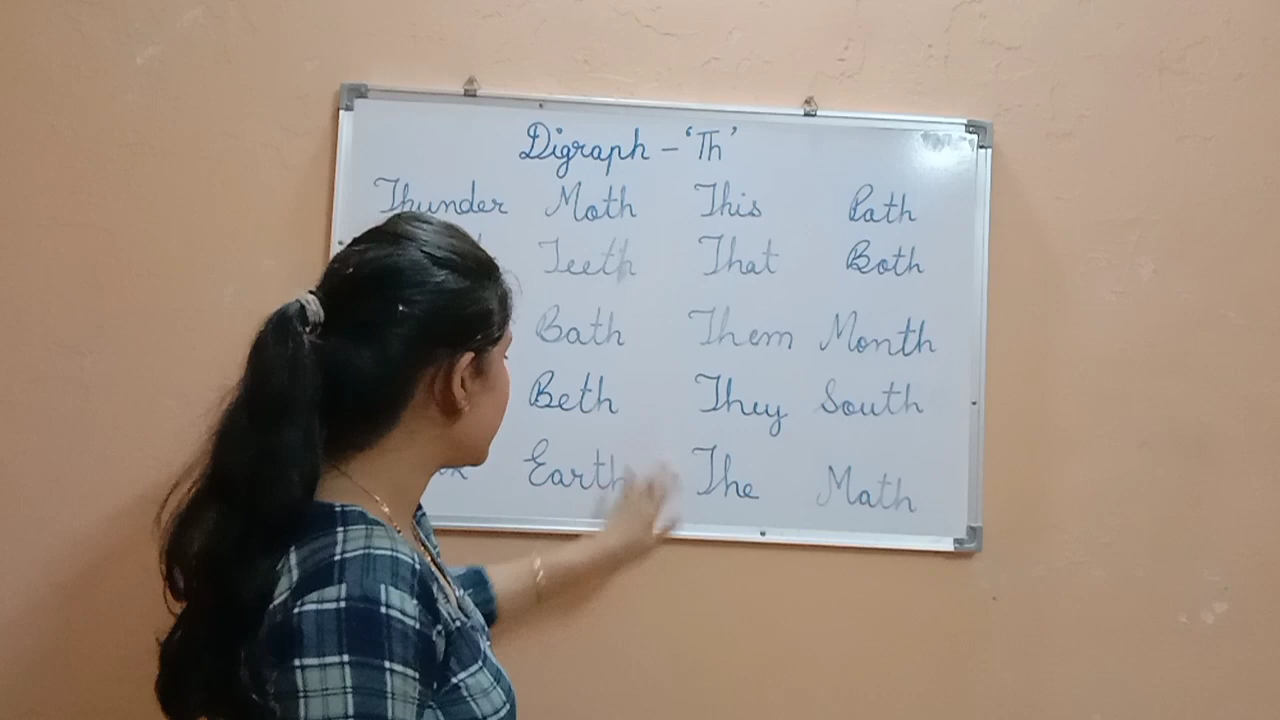 Digraph - 'Th'
Thunder Moth This Path
Teeth That Both
Bath Them Month
Beth They South
Earth The Math